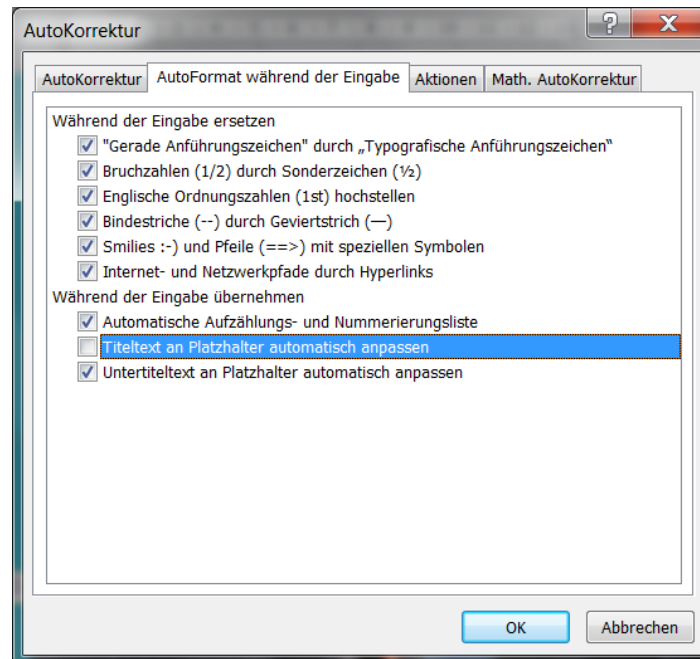 AutoKorrektur
AutoKorrektur AutoFormat während der Eingabe Aktionen Math. AutoKorrektur
Während der Eingabe ersetzen
"Gerade Anführungszeichen" durch „Typografische Anführungszeichen“
Bruchzahlen (1/2) durch Sonderzeichen (½)
Englische Ordnungszahlen (1st) hochstellen
Bindestriche (--) durch Geviertstrich (—)
Smilies :-) und Pfeile (==>) mit speziellen Symbolen
Internet- und Netzwerkpfade durch Hyperlinks
Während der Eingabe übernehmen
Automatische Aufzählungs- und Nummerierungsliste
Titeltext an Platzhalter automatisch anpassen
Untertiteltext an Platzhalter automatisch anpassen
OK Abbrechen